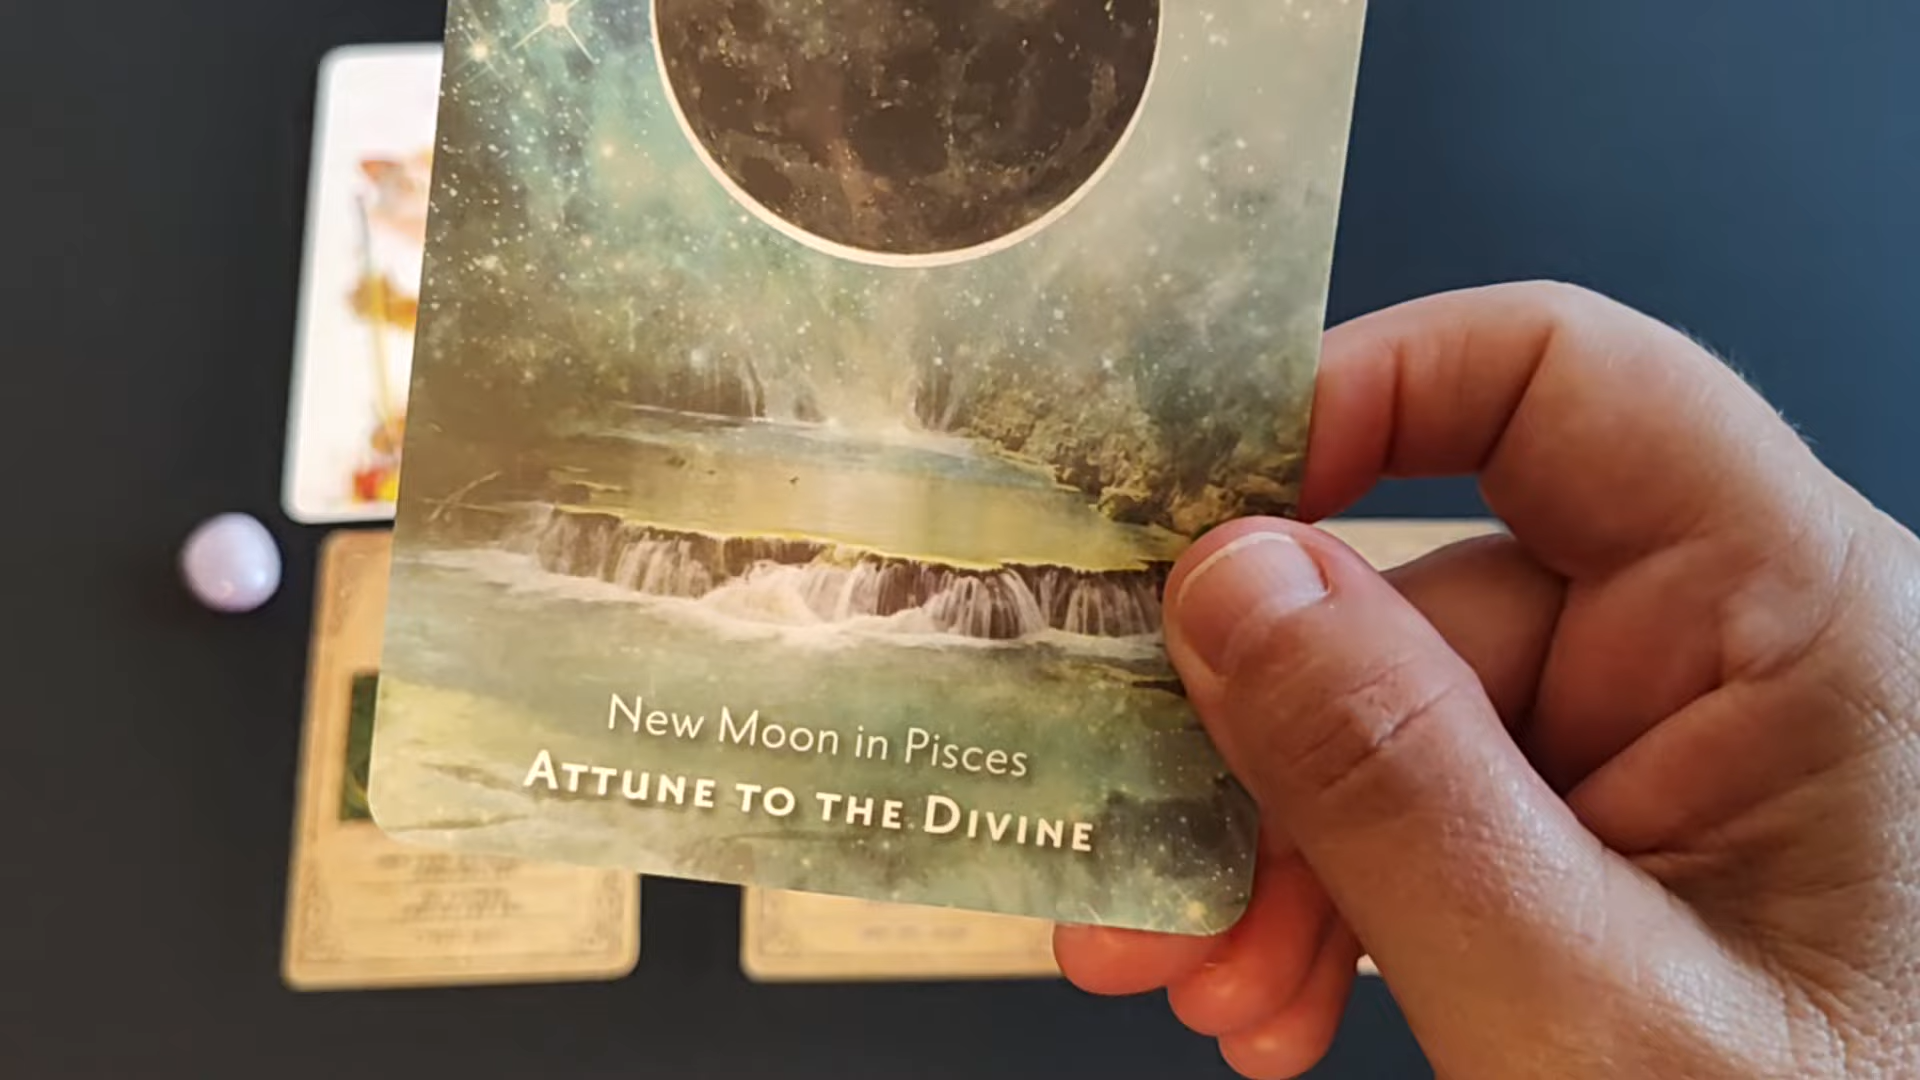 New Moon in Pisces
Attune to the Divine